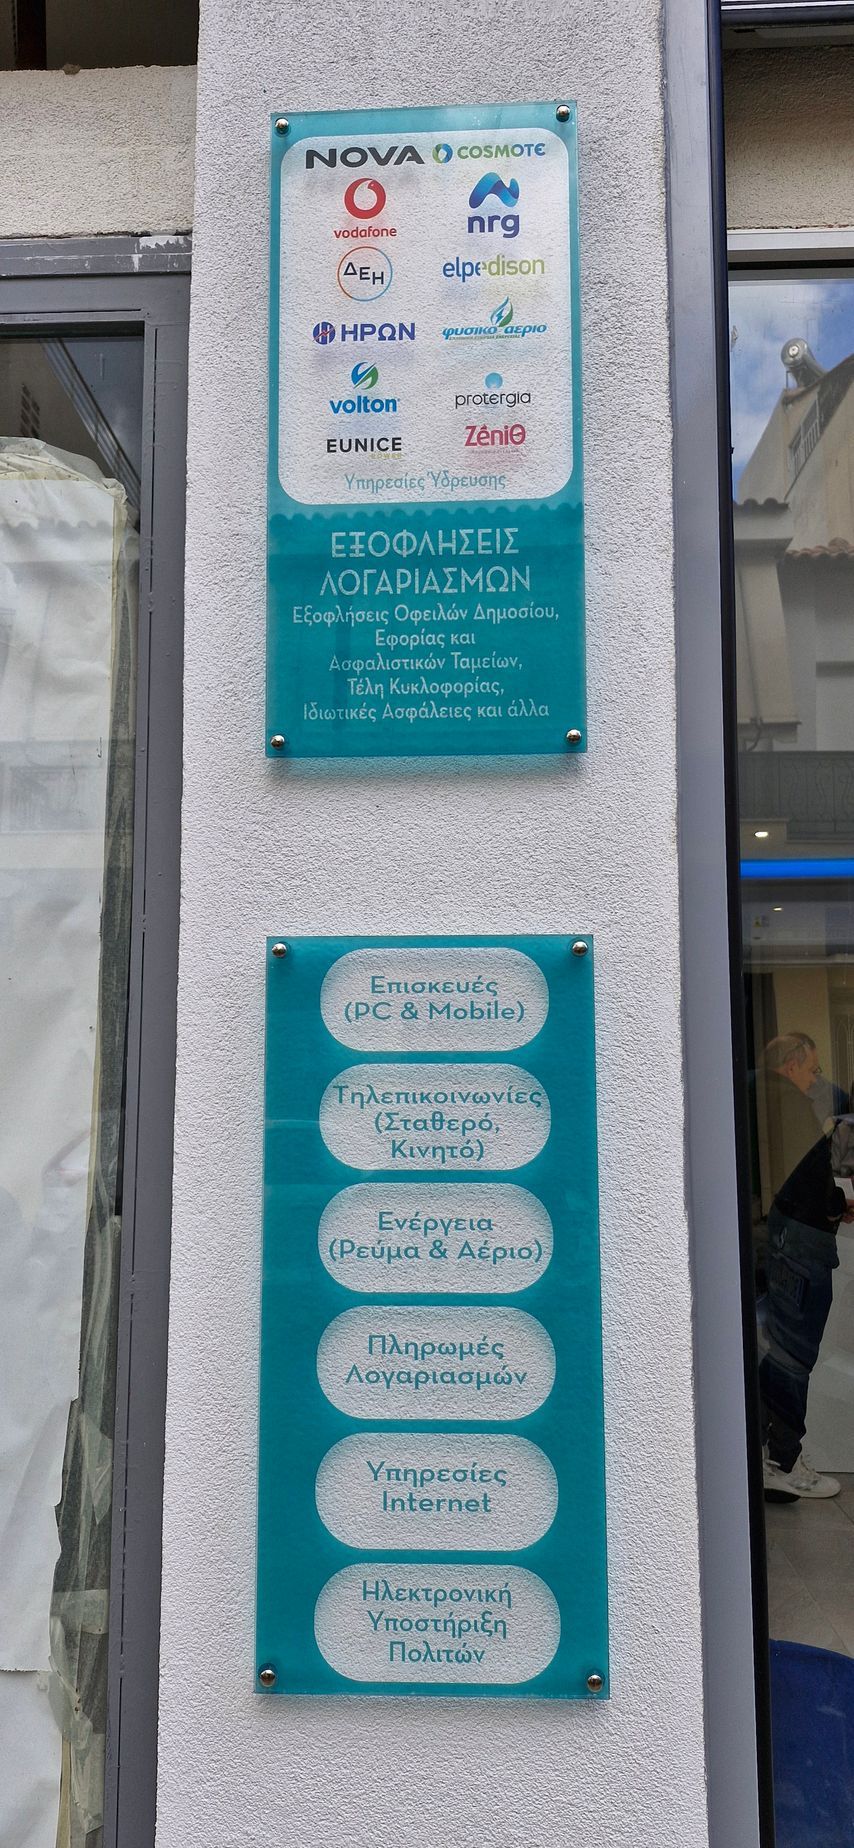 NOVA COSMOTE
vodafone nrg
ΔΕΗ elpedison
ΗΡΩΝ φυσικό αέριο
volton protergia
EUNICE ZéniΘ
POWER
Υπηρεσίες Ύδρευσης
ΕΞΟΦΛΗΣΕΙΣ
ΛΟΓΑΡΙΑΣΜΩΝ
Εξοφλήσεις Οφειλών Δημοσίου,
Εφορίας και
Ασφαλιστικών Ταμείων,
Τέλη Κυκλοφορίας,
Ιδιωτικές Ασφάλειες και άλλα
Επισκευές
(PC & Mobile)
Τηλεπικοινωνίες
(Σταθερό,
Κινητό)
Ενέργεια
(Ρεύμα & Αέριο)
Πληρωμές
Λογαριασμών
Υπηρεσίες
Internet
Ηλεκτρονική
Υποστήριξη
Πολιτών